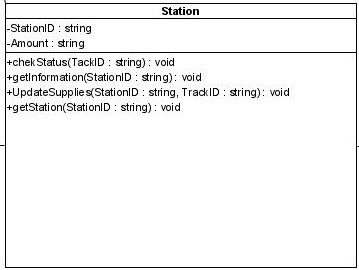 Station
-StationID : string
-Amount : string
+chekStatus(TackID : string) : void
+getInformation(StationID : string) : void
+UpdateSupplies(StationID : string, TrackID : string) : void
+getStation(StationID : string) : void